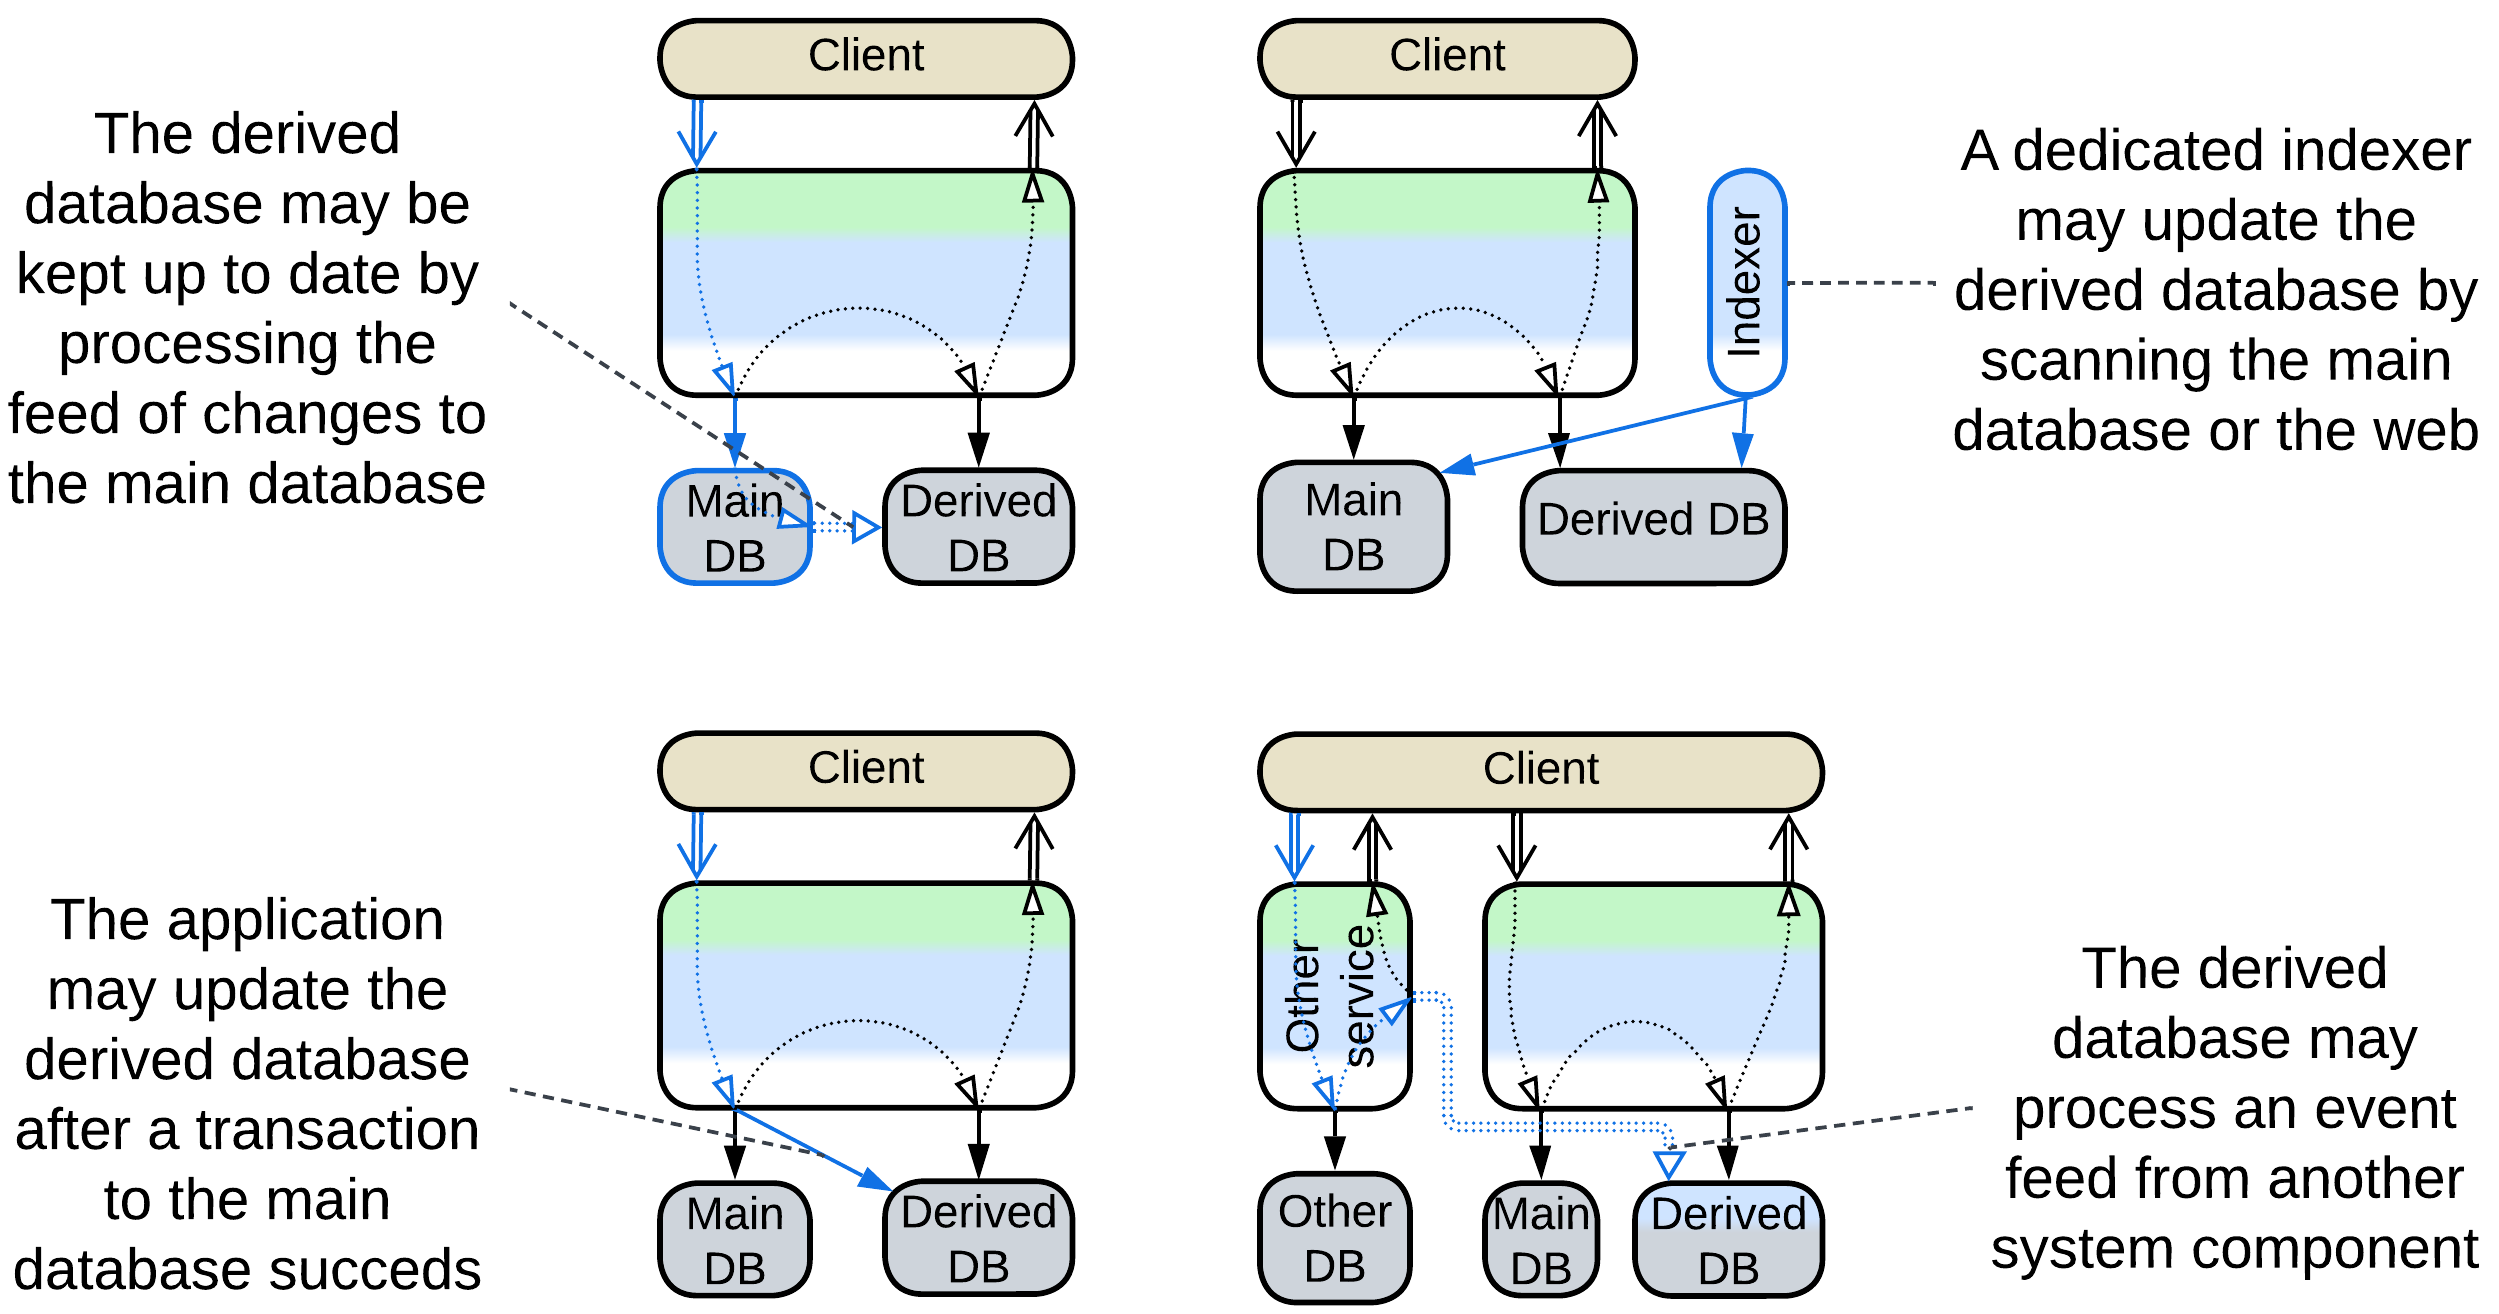 The derived
database may be
kept up to date by
processing the
feed of changes to
the main database
Client
Main
DB
Derived
DB
Client
Indexer
Main
DB
Derived DB
A dedicated indexer
may update the
derived database by
scanning the main
database or the web
The application
may update the
derived database
after a transaction
to the main
database succeds
Client
Main
DB
Derived
DB
Client
Other
service
Other
DB
Main
DB
Derived
DB
The derived
database may
process an event
feed from another
system component